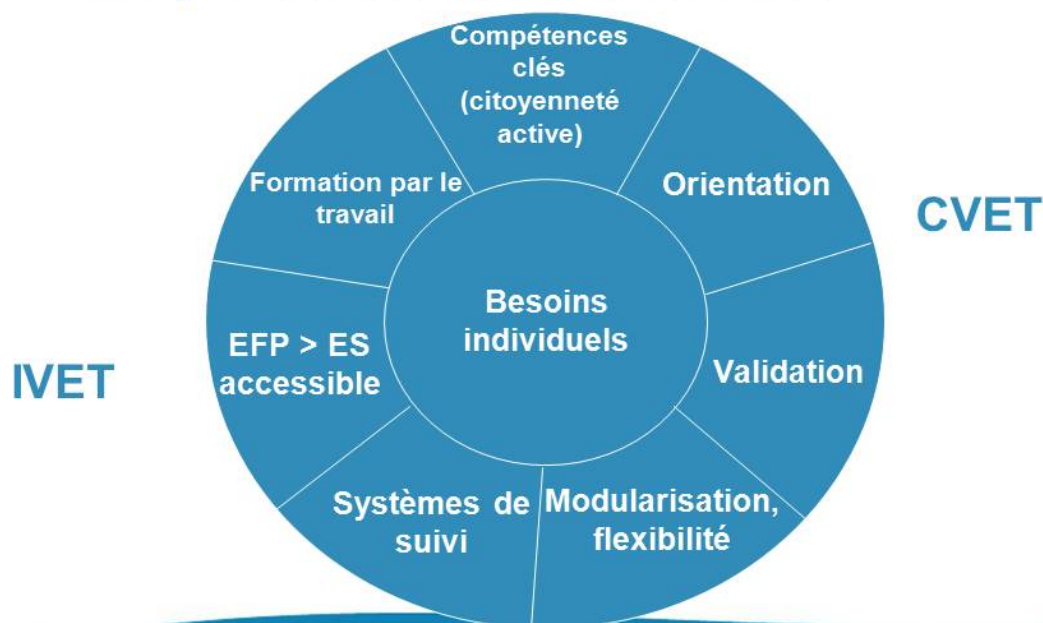 Compétences
clés
(citoyenneté
active)
Formation par le
travail
Orientation
CVET
Besoins
individuels
EFP > ES
accessible
IVET
Validation
Systèmes de
suivi
Modularisation,
flexibilité